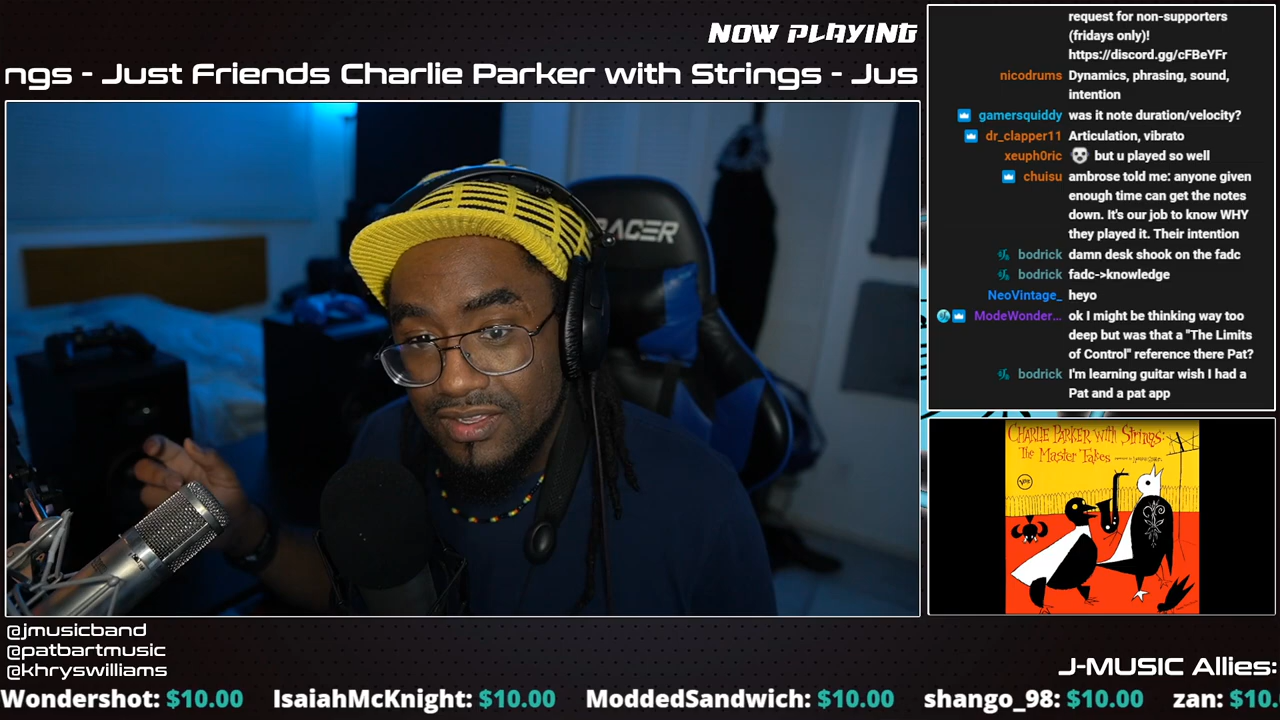 NOW PLAYING
ngs - Just Friends Charlie Parker with Strings - Jus
request for non-supporters
(fridays only)!
https://discord.gg/cFBeYFr
nicodrums Dynamics, phrasing, sound,
intention
gamersquiddy was it note duration/velocity?
dr_clapper11 Articulation, vibrato
xeuph0ric but u played so well
chuisu ambrose told me: anyone given
enough time can get the notes
down. It's our job to know WHY
they played it. Their intention
bodrick damn desk shook on the fadc
bodrick fadc->knowledge
NeoVintage_ heyo
ModeWonder... ok I might be thinking way too
deep but was that a "The Limits
of Control" reference there Pat?
bodrick I'm learning guitar wish I had a
Pat and a pat app
ACER
CHARLIE PARKER WITH STRINGS:
The Master Takes
@jmusicband
@patbartmusic
@khryswilliams
J-MUSIC Allies:
Wondershot: $10.00 IsaiahMcKnight: $10.00 ModdedSandwich: $10.00 shango_98: $10.00 zan: $10.